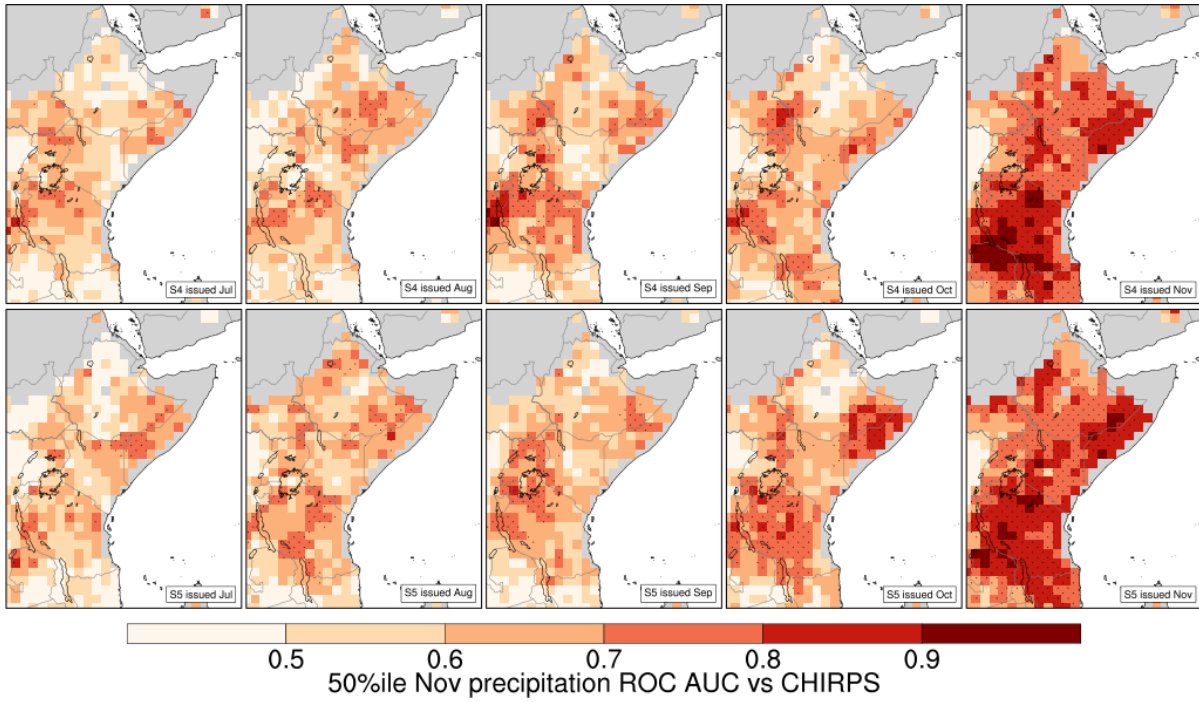 S4 issued Jul
S4 issued Aug
S4 issued Sep
S4 issued Oct
S4 issued Nov
S5 issued Jul
S5 issued Aug
S5 issued Sep
S5 issued Oct
S5 issued Nov
0.5 0.6 0.7 0.8 0.9
50%ile Nov precipitation ROC AUC vs CHIRPS